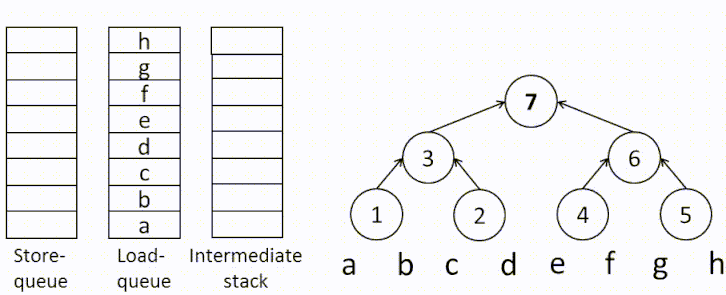 h
g
f
e
d
c
b
a
Store-
queue
Load-
queue
Intermediate
stack
7
3 6
1 2 4 5
a b c d e f g h